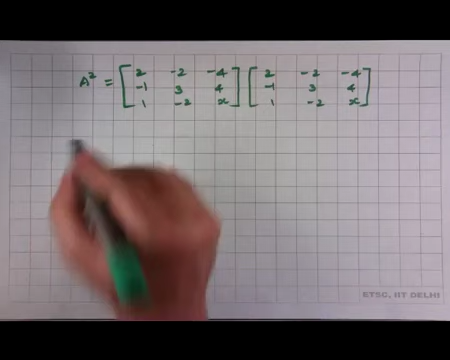 A² = [ 2 -2 -4 ] [ 2 -2 -4 ]
-1 3 4 -1 3 4
1 -2 x 1 -2 x
ETSC, IIT DELHI